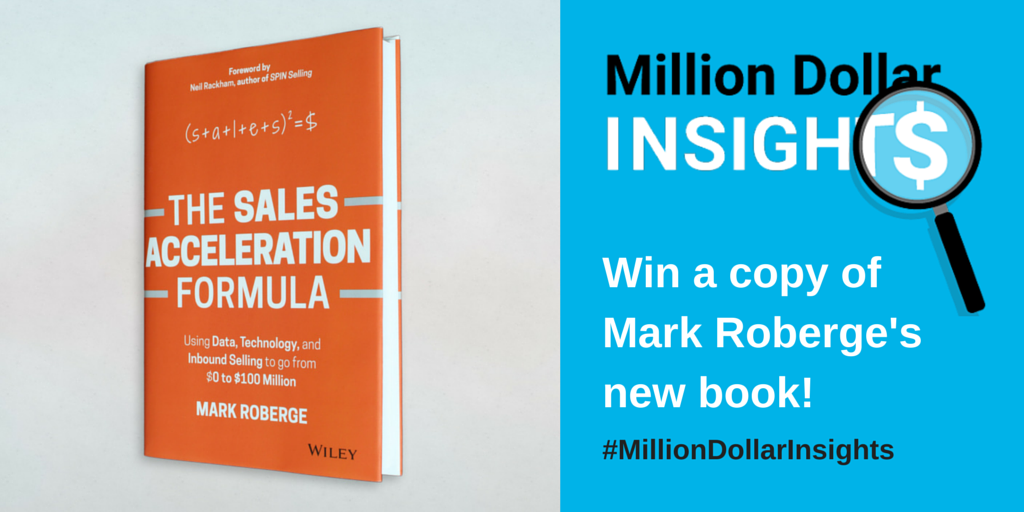 Foreword by
Neil Rackham, author of SPIN Selling
(s+a+l+e+s)²=$
THE SALES
ACCELERATION
FORMULA
Using Data, Technology, and
Inbound Selling to go from
$0 to $100 Million
MARK ROBERGE
WILEY
Million Dollar
INSIGHT$
Win a copy of
Mark Roberge's
new book!
#MillionDollarInsights